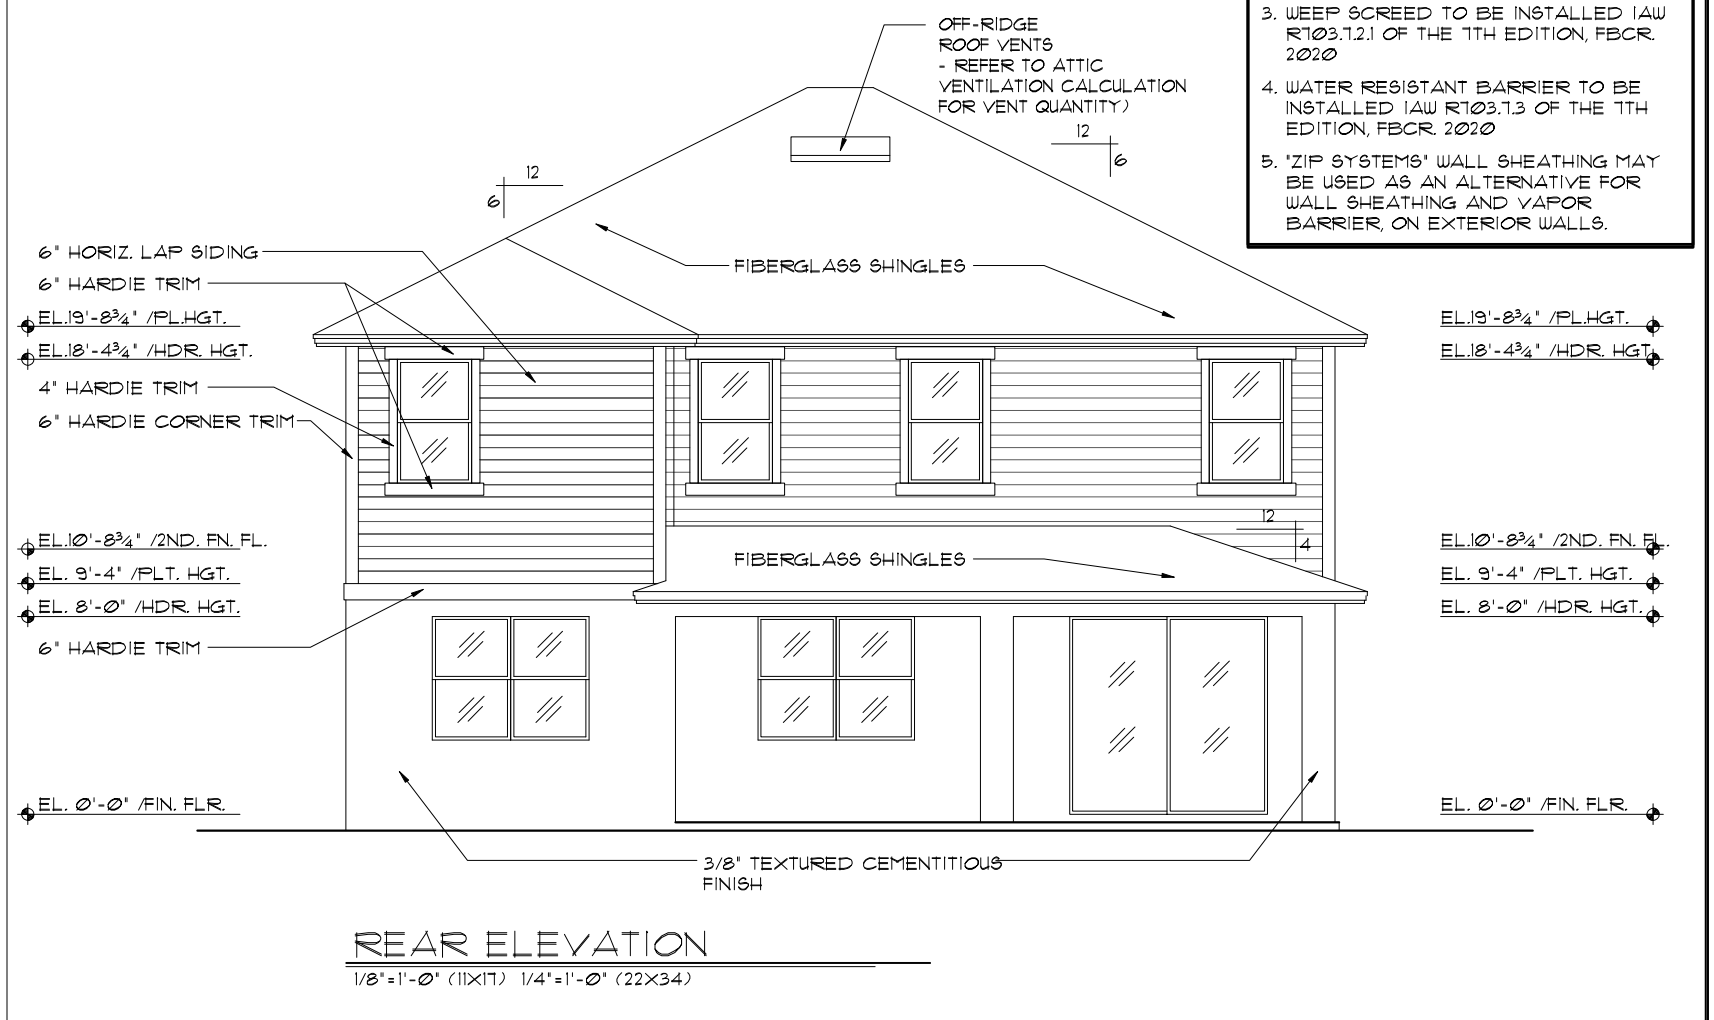 OFF-RIDGE
ROOF VENTS
- REFER TO ATTIC
VENTILATION CALCULATION
FOR VENT QUANTITY)
3. WEEP SCREED TO BE INSTALLED IAW
R703.7.2.1 OF THE 7TH EDITION, FBCR.
2020
4. WATER RESISTANT BARRIER TO BE
INSTALLED IAW R703.7.3 OF THE 7TH
EDITION, FBCR. 2020
5. "ZIP SYSTEMS" WALL SHEATHING MAY
BE USED AS AN ALTERNATIVE FOR
WALL SHEATHING AND VAPOR
BARRIER, ON EXTERIOR WALLS.
12
6
12
6
6" HORIZ. LAP SIDING
6" HARDIE TRIM
EL.19'-8¾" /PL.HGT.
EL.18'-4¾" /HDR. HGT.
4" HARDIE TRIM
6" HARDIE CORNER TRIM
EL.10'-8¾" /2ND. FN. FL.
EL. 9'-4" /PLT. HGT.
EL. 8'-0" /HDR. HGT.
6" HARDIE TRIM
EL. 0'-0" /FIN. FLR.
FIBERGLASS SHINGLES
12
4
FIBERGLASS SHINGLES
EL.19'-8¾" /PL.HGT.
EL.18'-4¾" /HDR. HGT.
EL.10'-8¾" /2ND. FN. FL.
EL. 9'-4" /PLT. HGT.
EL. 8'-0" /HDR. HGT.
EL. 0'-0" /FIN. FLR.
3/8" TEXTURED CEMENTITIOUS
FINISH
REAR ELEVATION
1/8"=1'-0" (11X17) 1/4"=1'-0" (22X34)